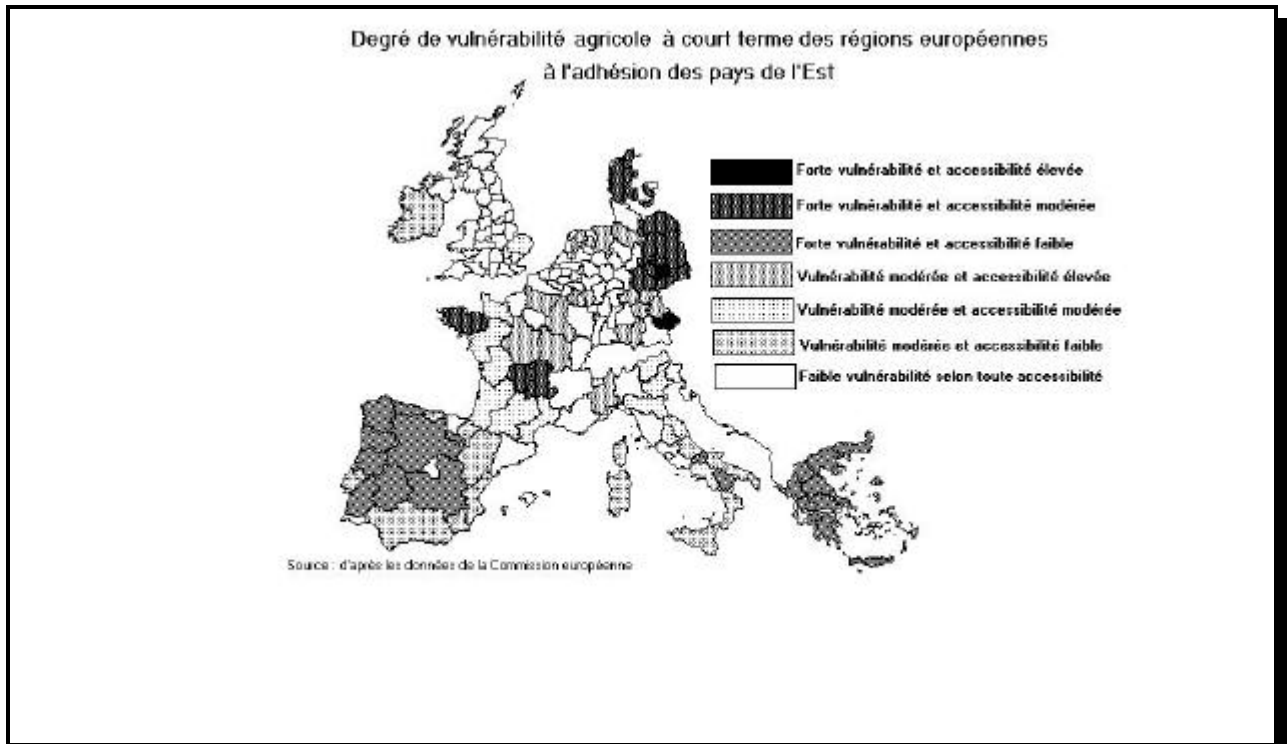 Degré de vulnérabilité agricole à court terme des régions européennes
à l'adhésion des pays de l'Est
Forte vulnérabilité et accessibilité élevée
Forte vulnérabilité et accessibilité modérée
Forte vulnérabilité et accessibilité faible
Vulnérabilité modérée et accessibilité élevée
Vulnérabilité modérée et accessibilité modérée
Vulnérabilité modérée et accessibilité faible
Faible vulnérabilité selon toute accessibilité
Source : d'après les données de la Commission européenne